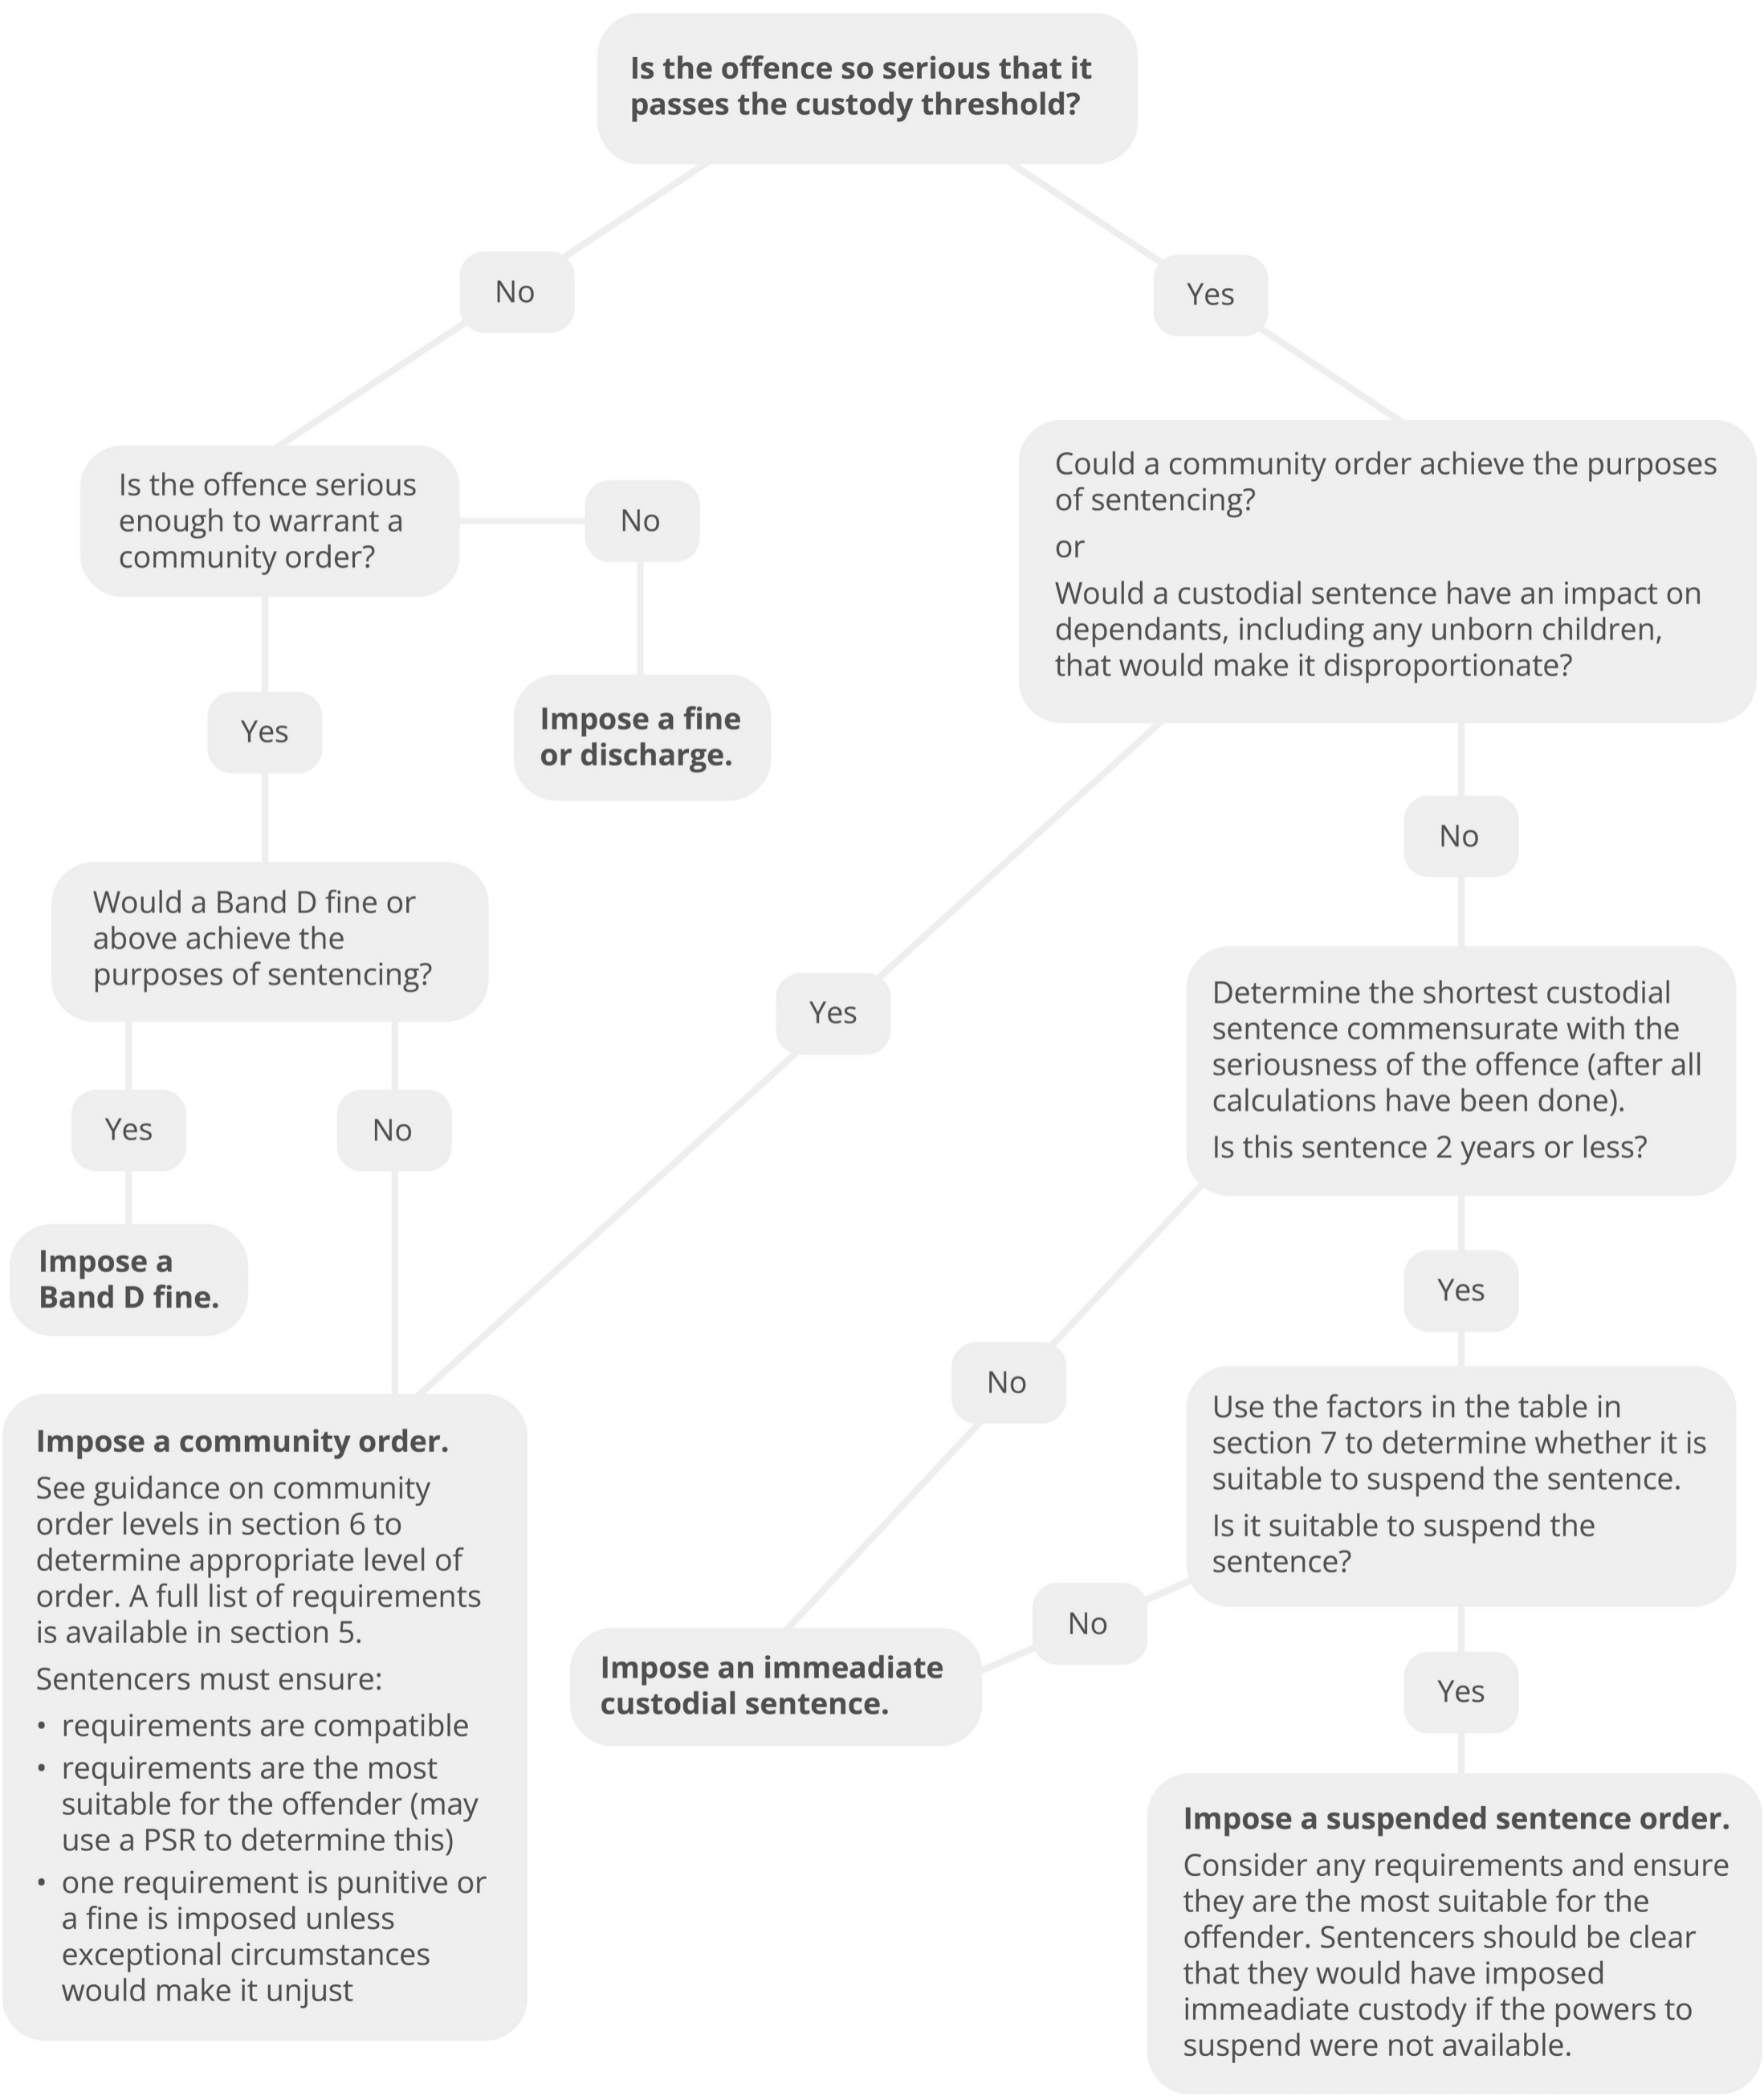 Is the offence so serious that it
passes the custody threshold?
No
Yes
Is the offence serious
enough to warrant a
community order?
No
Could a community order achieve the purposes
of sentencing?
or
Would a custodial sentence have an impact on
dependants, including any unborn children,
that would make it disproportionate?
Yes
Impose a fine
or discharge.
No
Would a Band D fine or
above achieve the
purposes of sentencing?
Yes
Determine the shortest custodial
sentence commensurate with the
seriousness of the offence (after all
calculations have been done).
Is this sentence 2 years or less?
Yes
No
Impose a
Band D fine.
No
Yes
Impose a community order.
See guidance on community
order levels in section 6 to
determine appropriate level of
order. A full list of requirements
is available in section 5.
Sentencers must ensure:
• requirements are compatible
• requirements are the most
suitable for the offender (may
use a PSR to determine this)
• one requirement is punitive or
a fine is imposed unless
exceptional circumstances
would make it unjust
Use the factors in the table in
section 7 to determine whether it is
suitable to suspend the sentence.
Is it suitable to suspend the
sentence?
No
Impose an immeadiate
custodial sentence.
Yes
Impose a suspended sentence order.
Consider any requirements and ensure
they are the most suitable for the
offender. Sentencers should be clear
that they would have imposed
immeadiate custody if the powers to
suspend were not available.